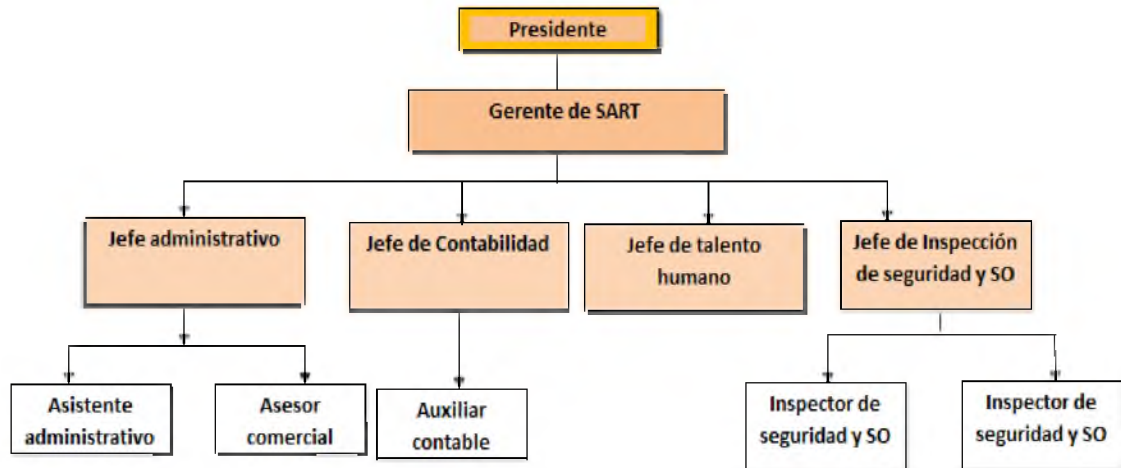 Presidente
Gerente de SART
Jefe administrativo
Jefe de Contabilidad
Jefe de talento
humano
Jefe de Inspección
de seguridad y SO
Asistente
administrativo
Asesor
comercial
Auxiliar
contable
Inspector de
seguridad y SO
Inspector de
seguridad y SO